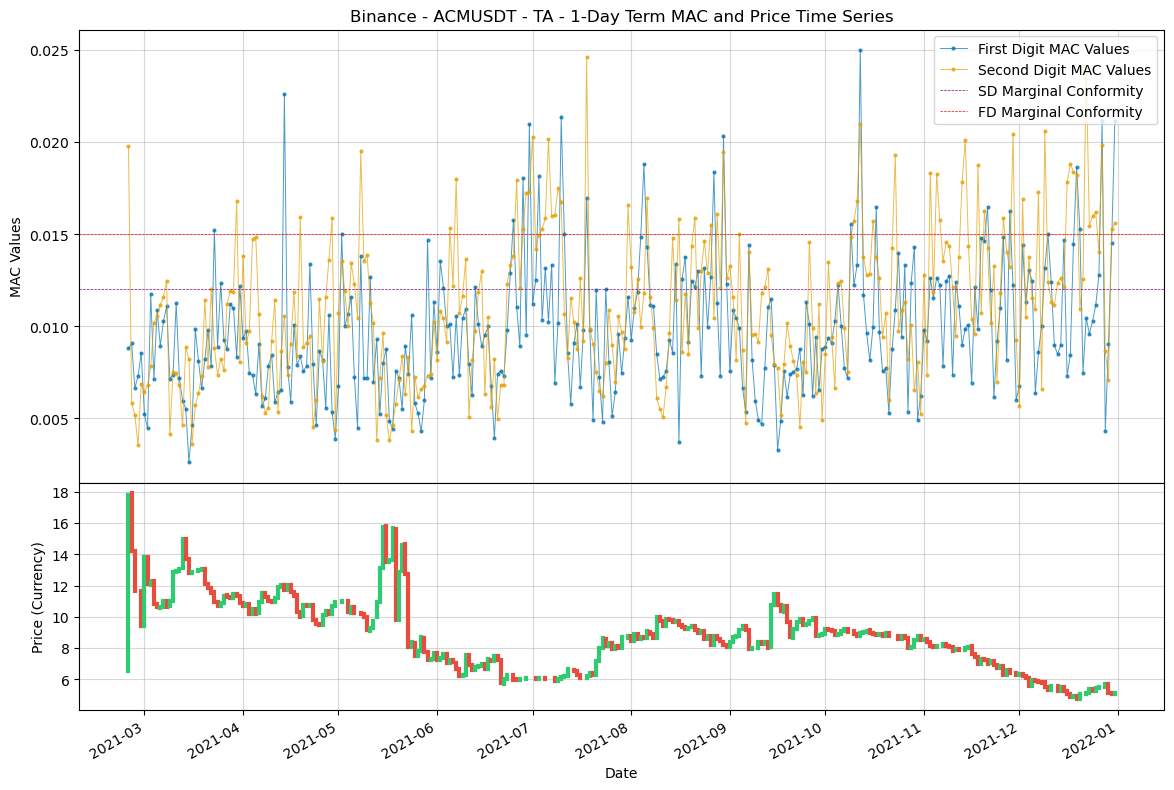 Binance - ACMUSDT - TA - 1-Day Term MAC and Price Time Series
First Digit MAC Values
Second Digit MAC Values
SD Marginal Conformity
FD Marginal Conformity
MAC Values
0.025
0.020
0.015
0.010
0.005
Price (Currency)
18
16
14
12
10
8
6
2021-03
2021-04
2021-05
2021-06
2021-07
2021-08
2021-09
2021-10
2021-11
2021-12
2022-01
Date